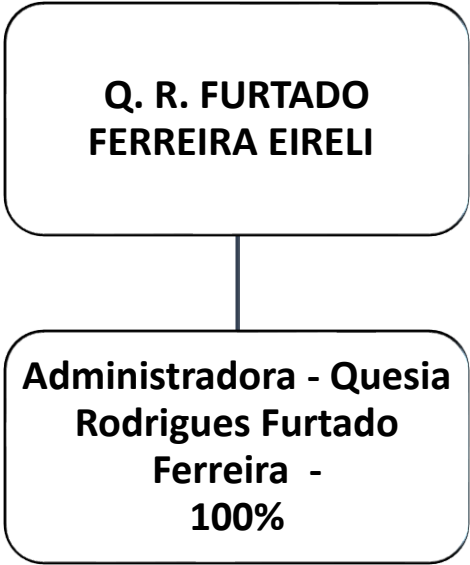 Q. R. FURTADO
FERREIRA EIRELI
Administradora - Quesia
Rodrigues Furtado
Ferreira -
100%